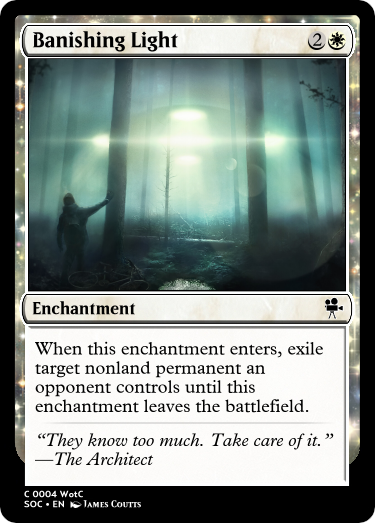 Banishing Light 2
Enchantment
When this enchantment enters, exile
target nonland permanent an
opponent controls until this
enchantment leaves the battlefield.
“They know too much. Take care of it.”
—The Architect
C 0004 WotC
SOC • EN JAMES COUTTS